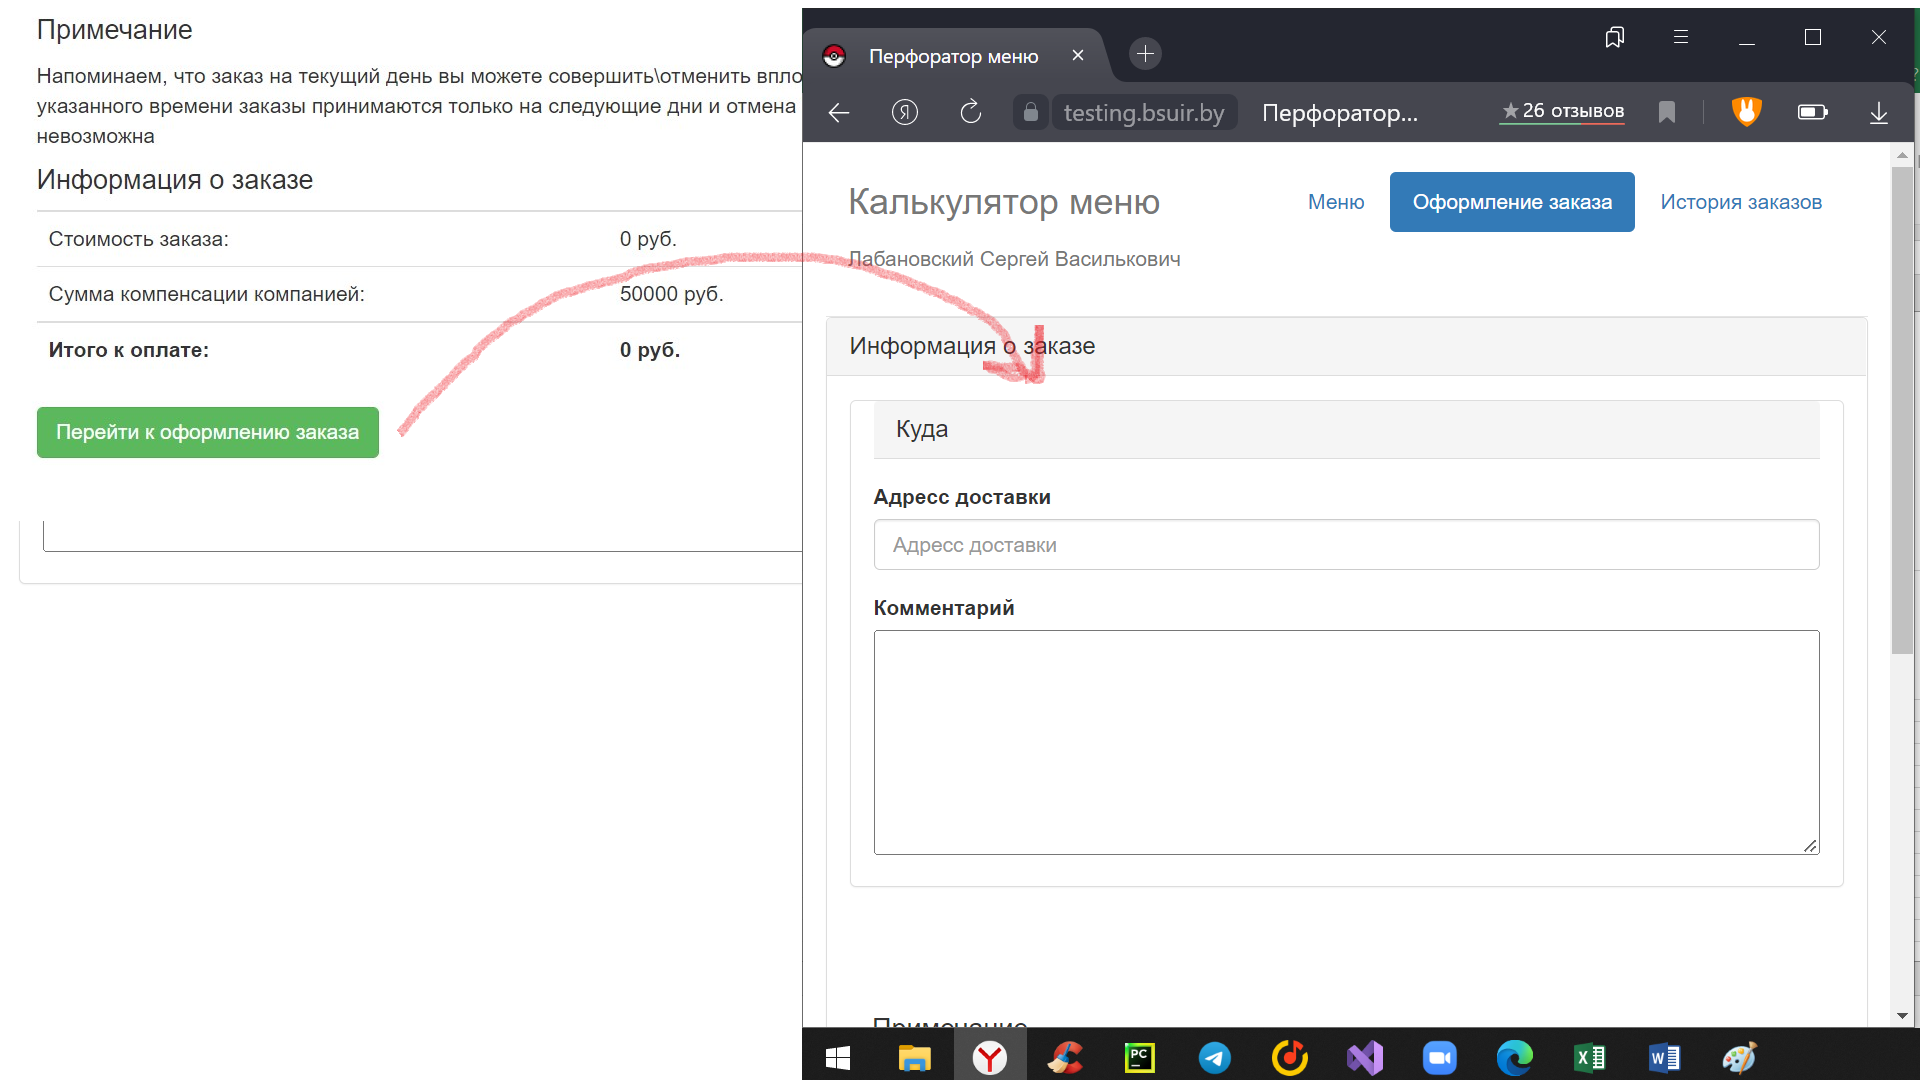 Примечание
Напоминаем, что заказ на текущий день вы можете совершить\отменить впло
указанного времени заказы принимаются только на следующие дни и отмена
невозможна
Информация о заказе
Стоимость заказа: 0 руб.
Сумма компенсации компанией: 50000 руб.
Итого к оплате: 0 руб.
Перейти к оформлению заказа
Перфоратор меню
Я
testing.bsuir.by Перфоратор... ★26 отзывов
Калькулятор меню
Меню Оформление заказа История заказов
Лабановский Сергей Василькович
Информация о заказе
Куда
Адресс доставки
Адресс доставки
Комментарий
Примечание
PC